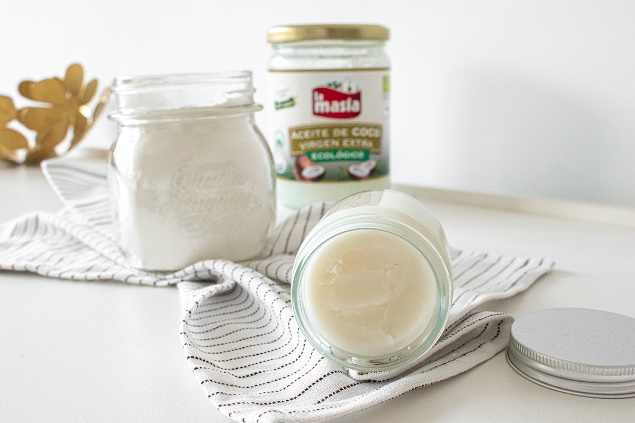 la
masía
ACEITE DE COCO
VIRGEN EXTRA
ECOLÓGICO